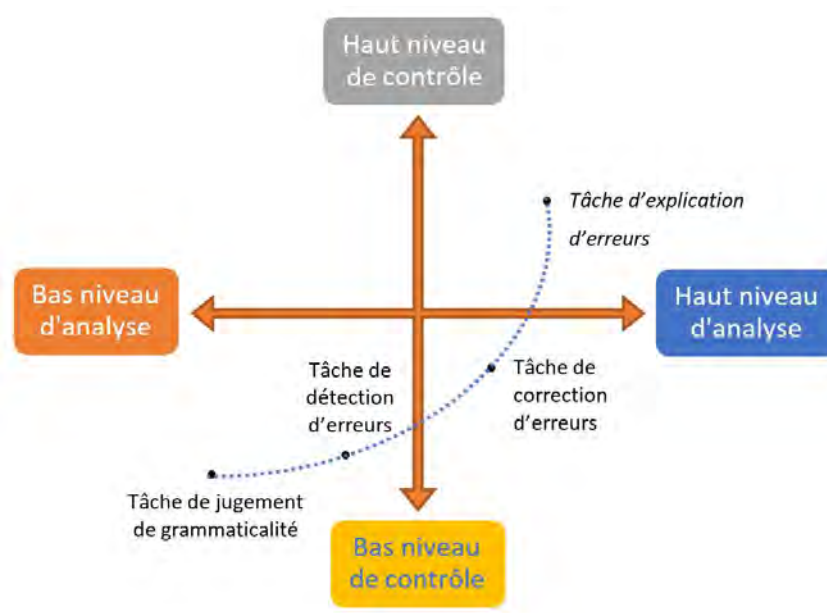 Haut niveau
de contrôle
Tâche d'explication
d'erreurs
Bas niveau
d'analyse
Haut niveau
d'analyse
Tâche de
détection
d'erreurs
Tâche de
correction
d'erreurs
Tâche de jugement
de grammaticalité
Bas niveau
de contrôle